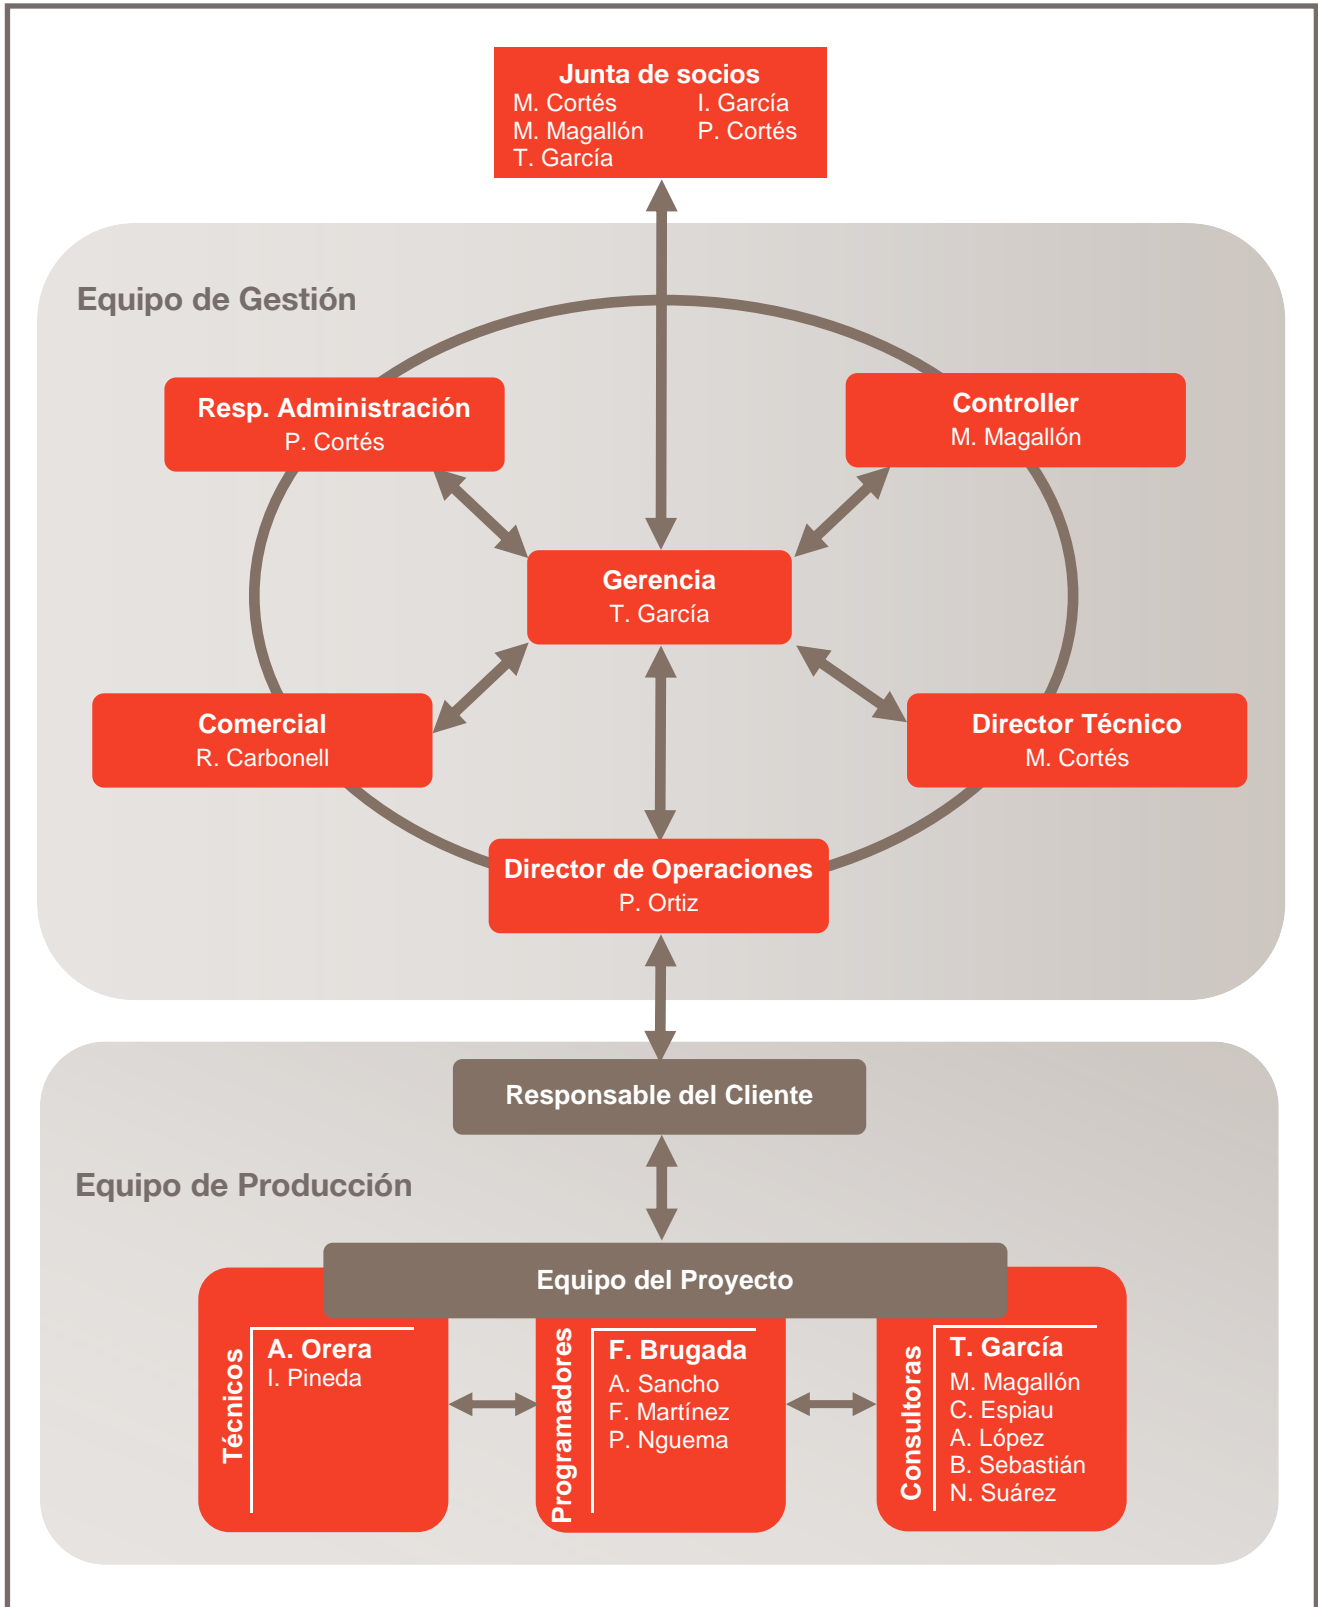 Junta de socios
M. Cortés
I. García
M. Magallón
P. Cortés
T. García
Equipo de Gestión
Resp. Administración
P. Cortés
Controller
M. Magallón
Gerencia
T. García
Comercial
R. Carbonell
Director Técnico
M. Cortés
Director de Operaciones
P. Ortiz
Responsable del Cliente
Equipo de Producción
Equipo del Proyecto
Técnicos
A. Orera
I. Pineda
Programadores
F. Brugada
A. Sancho
F. Martínez
P. Nguema
Consultoras
T. García
M. Magallón
C. Espiau
A. López
B. Sebastián
N. Suárez